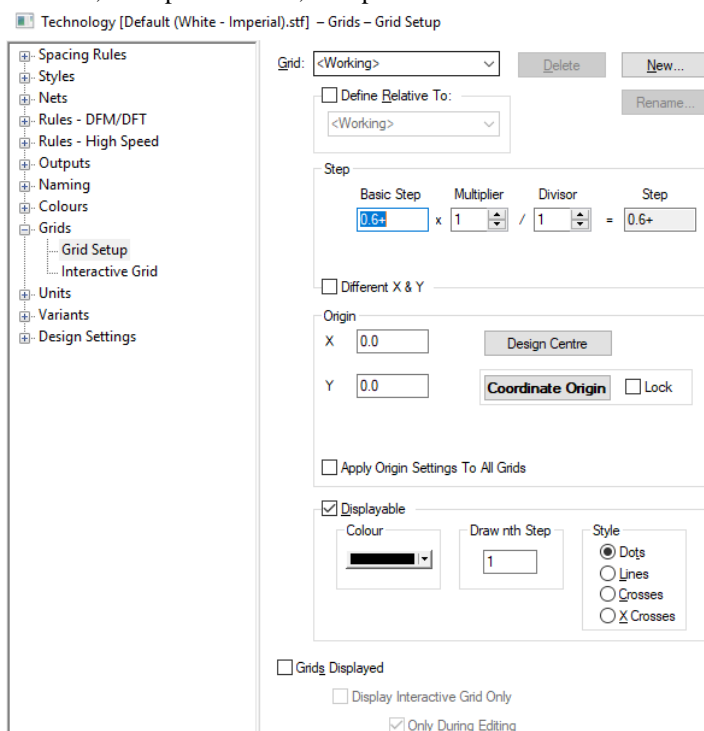 Technology [Default (White - Imperial).stf] – Grids – Grid Setup
Spacing Rules
Styles
Nets
Rules - DFM/DFT
Rules - High Speed
Outputs
Naming
Colours
Grids
Grid Setup
Interactive Grid
Units
Variants
Design Settings
Grid: <Working> Delete New...
Define Relative To: Rename...
<Working>
Step
Basic Step Multiplier Divisor Step
0.6+ x 1 / 1 = 0.6+
Different X & Y
Origin
X 0.0 Design Centre
Y 0.0 Coordinate Origin Lock
Apply Origin Settings To All Grids
Displayable
Colour Draw nth Step Style
1
Dots
Lines
Crosses
X Crosses
Grids Displayed
Display Interactive Grid Only
Only During Editing